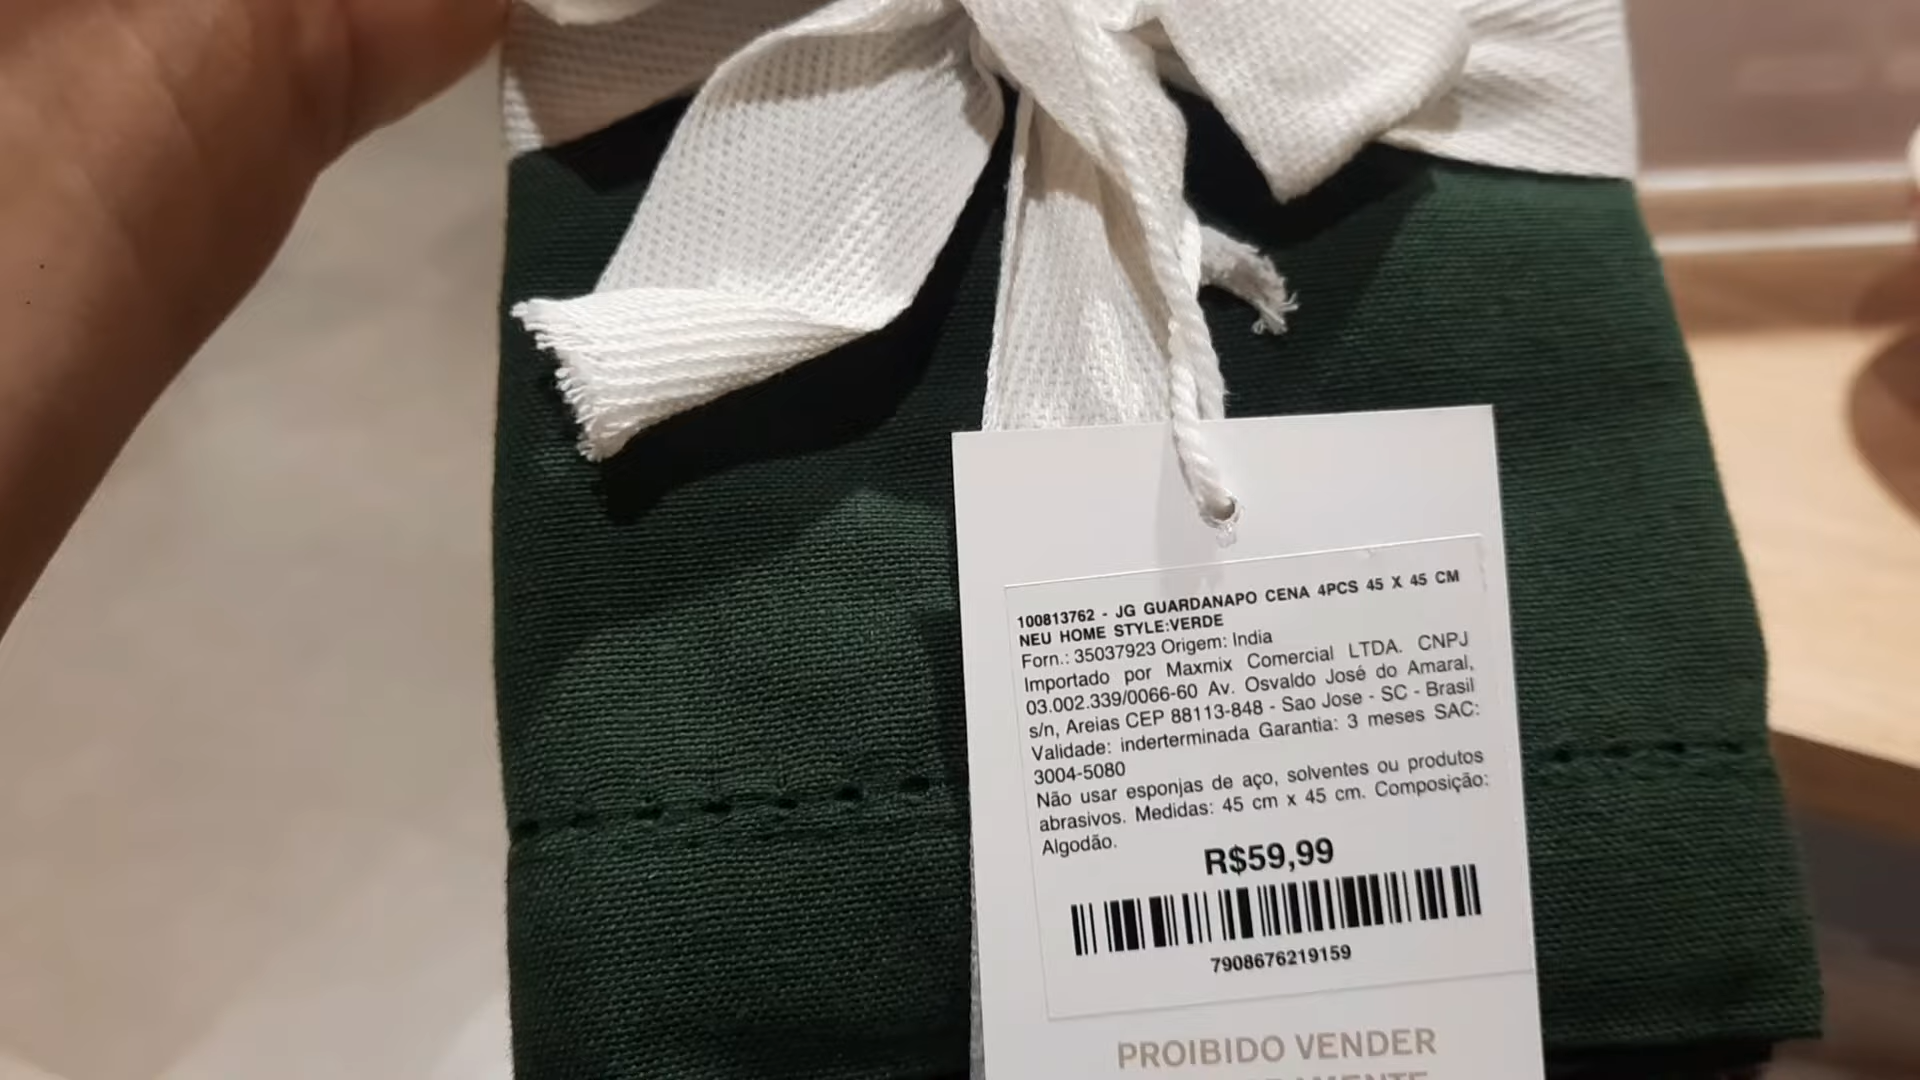 100813762 - JG GUARDANAPO CENA 4PCS 45 X 45 CM
NEU HOME STYLE:VERDE
Forn.: 35037923 Origem: India
Importado por Maxmix Comercial LTDA. CNPJ
03.002.339/0066-60 Av. Osvaldo José do Amaral,
s/n, Areias CEP 88113-848 - Sao Jose - SC - Brasil
Validade: inderterminada Garantia: 3 meses SAC:
3004-5080
Não usar esponjas de aço, solventes ou produtos
abrasivos. Medidas: 45 cm x 45 cm. Composição:
Algodão.
R$59,99
7908676219159
PROIBIDO VENDER